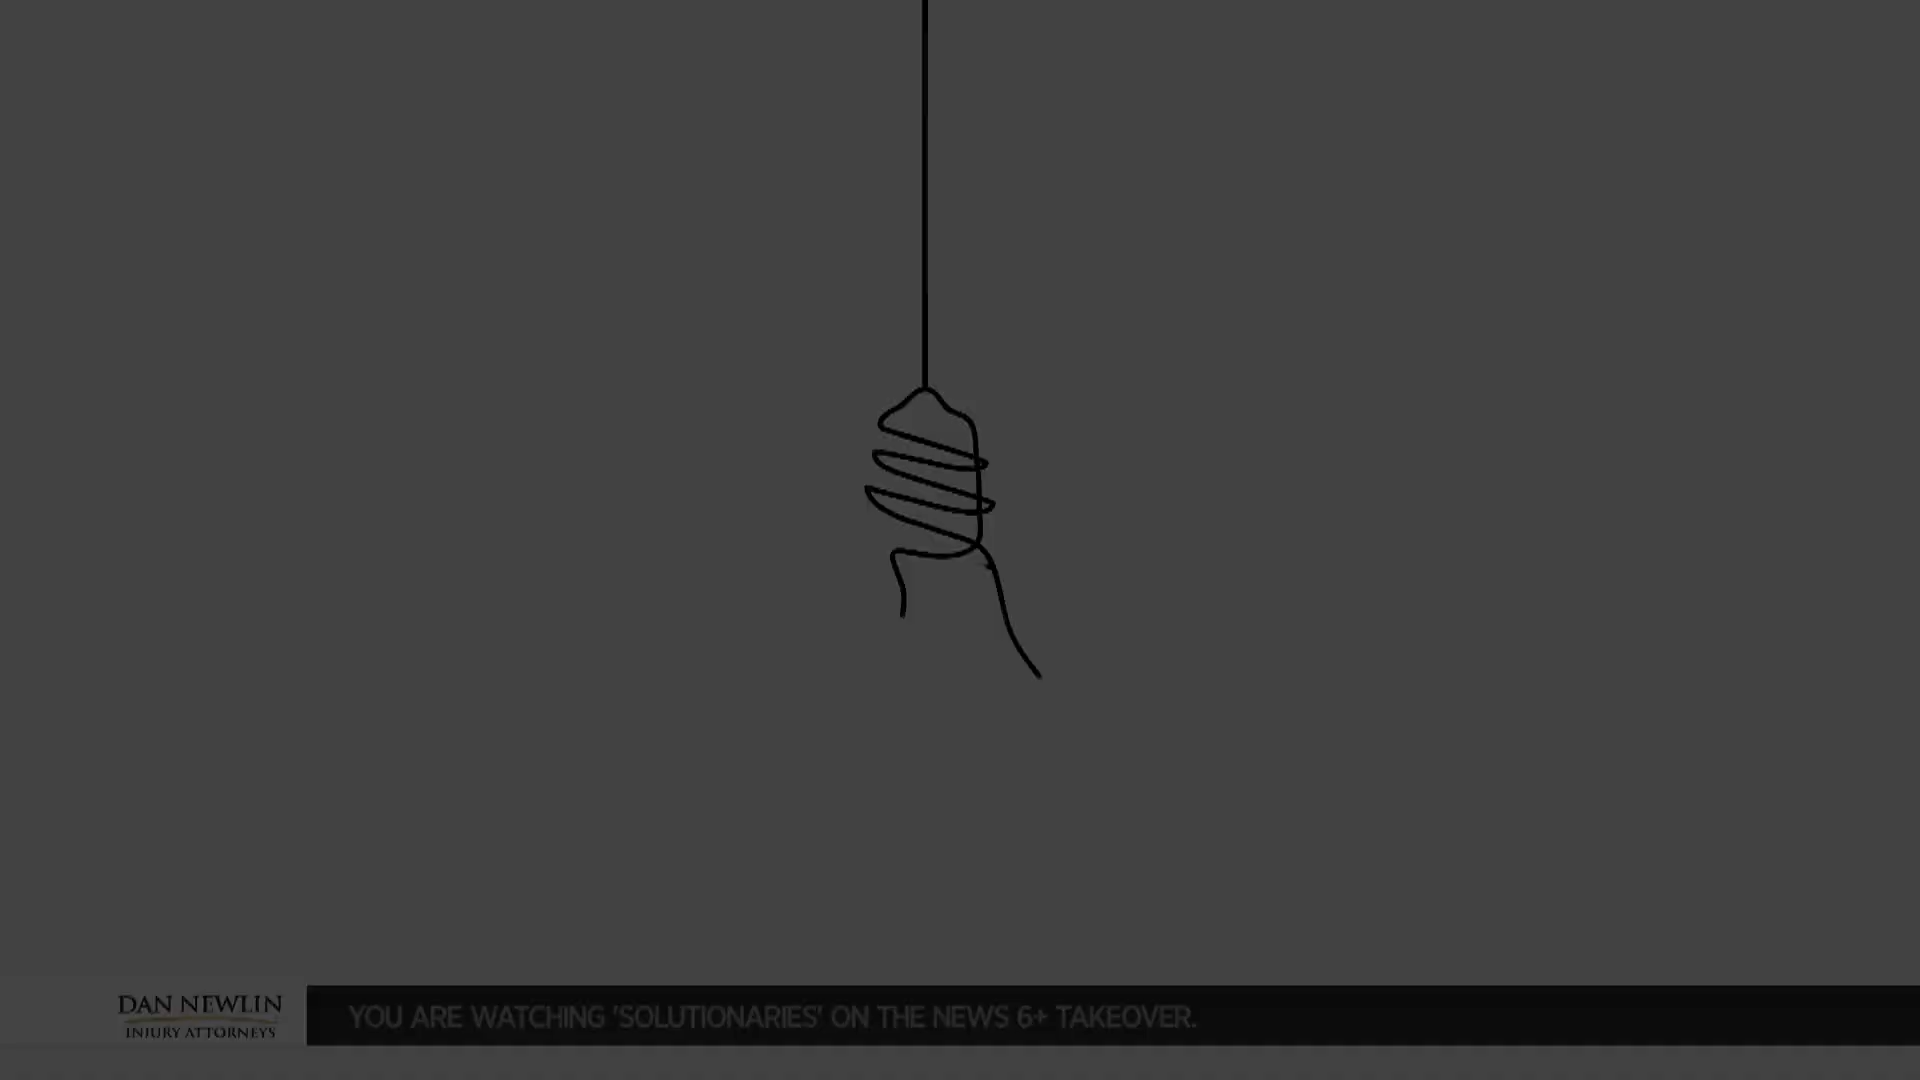 DAN NEWLIN
INJURY ATTORNEYS
YOU ARE WATCHING 'SOLUTIONARIES' ON THE NEWS 6+ TAKEOVER.